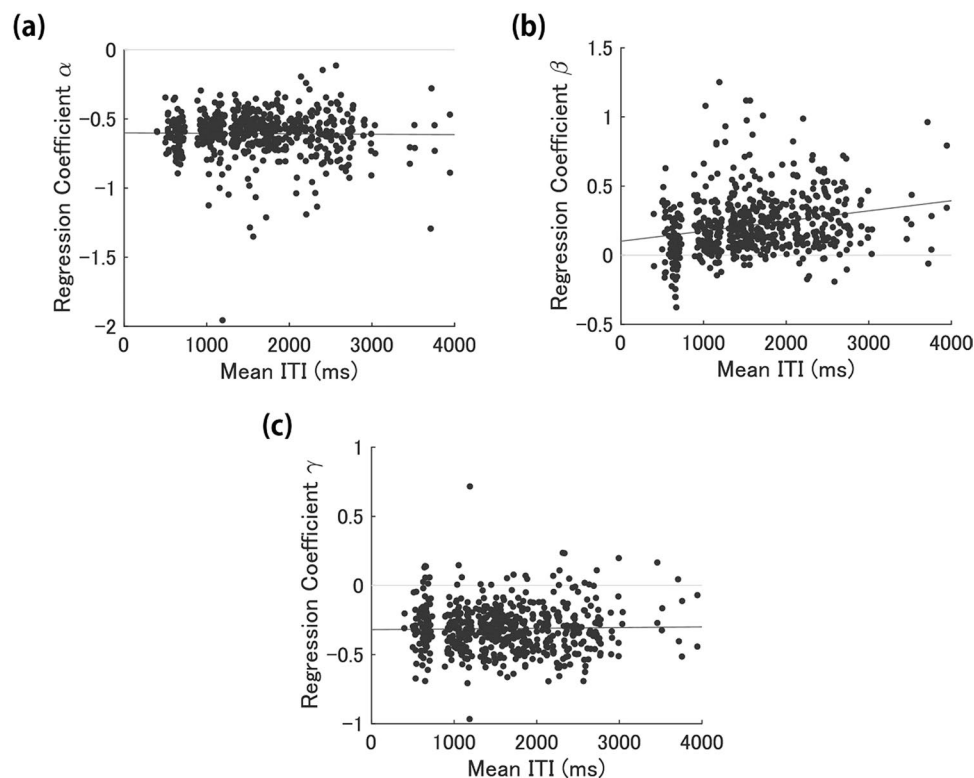 (a)
0
−0.5
−1
−1.5
−2
Regression Coefficient α
0 1000 2000 3000 4000
Mean ITI (ms)
(b)
1.5
1
0.5
0
−0.5
Regression Coefficient β
0 1000 2000 3000 4000
Mean ITI (ms)
(c)
1
0.5
0
−0.5
−1
Regression Coefficient γ
0 1000 2000 3000 4000
Mean ITI (ms)